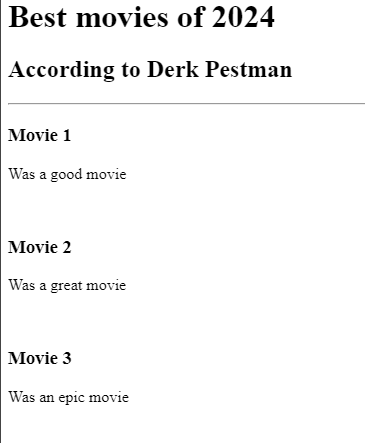 Best movies of 2024
According to Derk Pestman
Movie 1
Was a good movie
Movie 2
Was a great movie
Movie 3
Was an epic movie